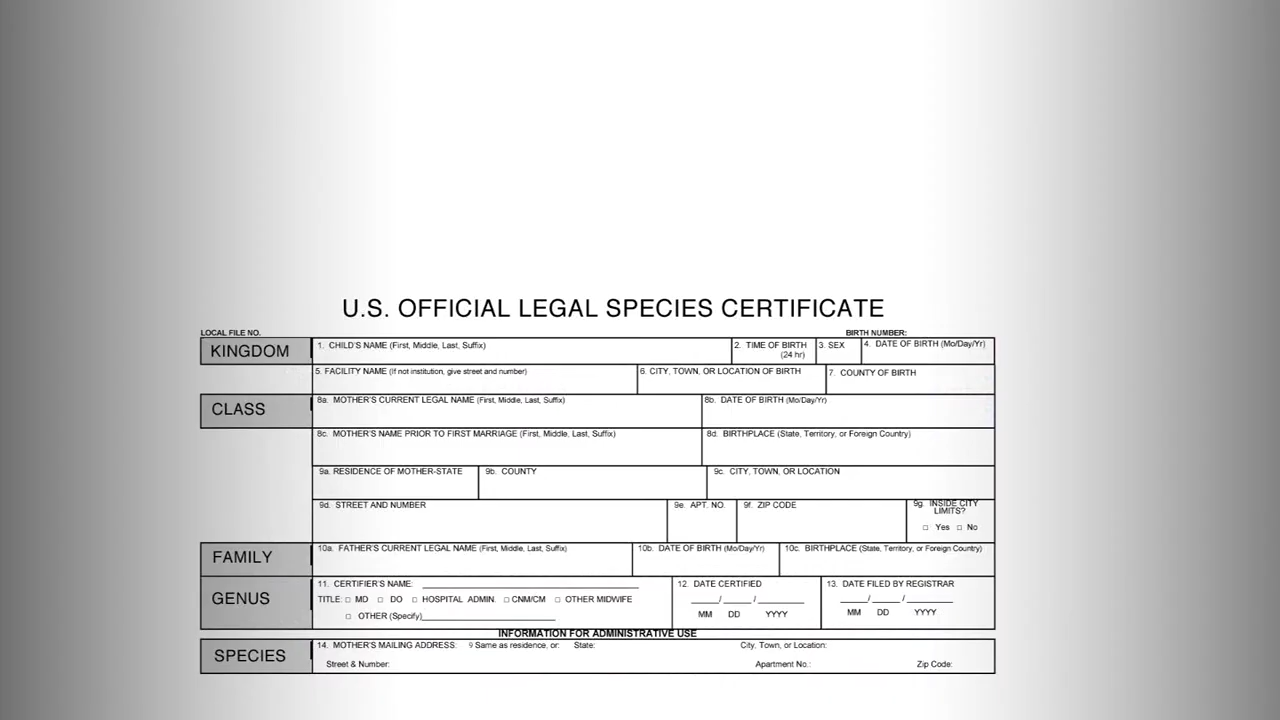 U.S. OFFICIAL LEGAL SPECIES CERTIFICATE
LOCAL FILE NO. BIRTH NUMBER:
KINGDOM 1. CHILD'S NAME (First, Middle, Last, Suffix) 2. TIME OF BIRTH (24 hr) 3. SEX 4. DATE OF BIRTH (Mo/Day/Yr)
5. FACILITY NAME (If not institution, give street and number) 6. CITY, TOWN, OR LOCATION OF BIRTH 7. COUNTY OF BIRTH
CLASS 8a. MOTHER'S CURRENT LEGAL NAME (First, Middle, Last, Suffix) 8b. DATE OF BIRTH (Mo/Day/Yr)
8c. MOTHER'S NAME PRIOR TO FIRST MARRIAGE (First, Middle, Last, Suffix) 8d. BIRTHPLACE (State, Territory, or Foreign Country)
9a. RESIDENCE OF MOTHER-STATE 9b. COUNTY 9c. CITY, TOWN, OR LOCATION
9d. STREET AND NUMBER 9e. APT. NO. 9f. ZIP CODE 9g. INSIDE CITY LIMITS?
□ Yes □ No
FAMILY 10a. FATHER'S CURRENT LEGAL NAME (First, Middle, Last, Suffix) 10b. DATE OF BIRTH (Mo/Day/Yr) 10c. BIRTHPLACE (State, Territory, or Foreign Country)
GENUS 11. CERTIFIER'S NAME: ____ 12. DATE CERTIFIED 13. DATE FILED BY REGISTRAR
TITLE: □ MD □ DO □ HOSPITAL ADMIN. □ CNM/CM □ OTHER MIDWIFE ____/ ____ / ____ ____/ ____ / ____
□ OTHER (Specify)____ MM DD YYYY MM DD YYYY
INFORMATION FOR ADMINISTRATIVE USE
SPECIES 14. MOTHER'S MAILING ADDRESS: 9 Same as residence, or: State: City, Town, or Location:
Street & Number: Apartment No.: Zip Code: